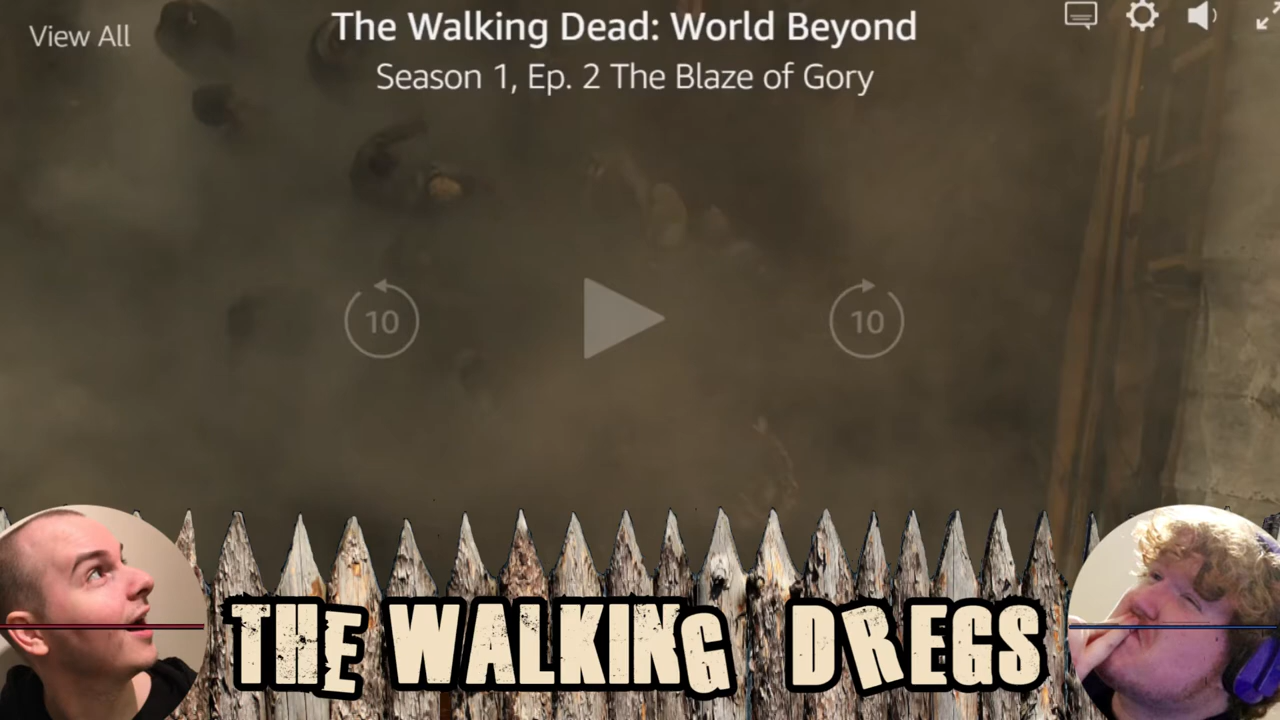 View All
The Walking Dead: World Beyond
Season 1, Ep. 2 The Blaze of Gory
10
10
THE WALKING DREGS